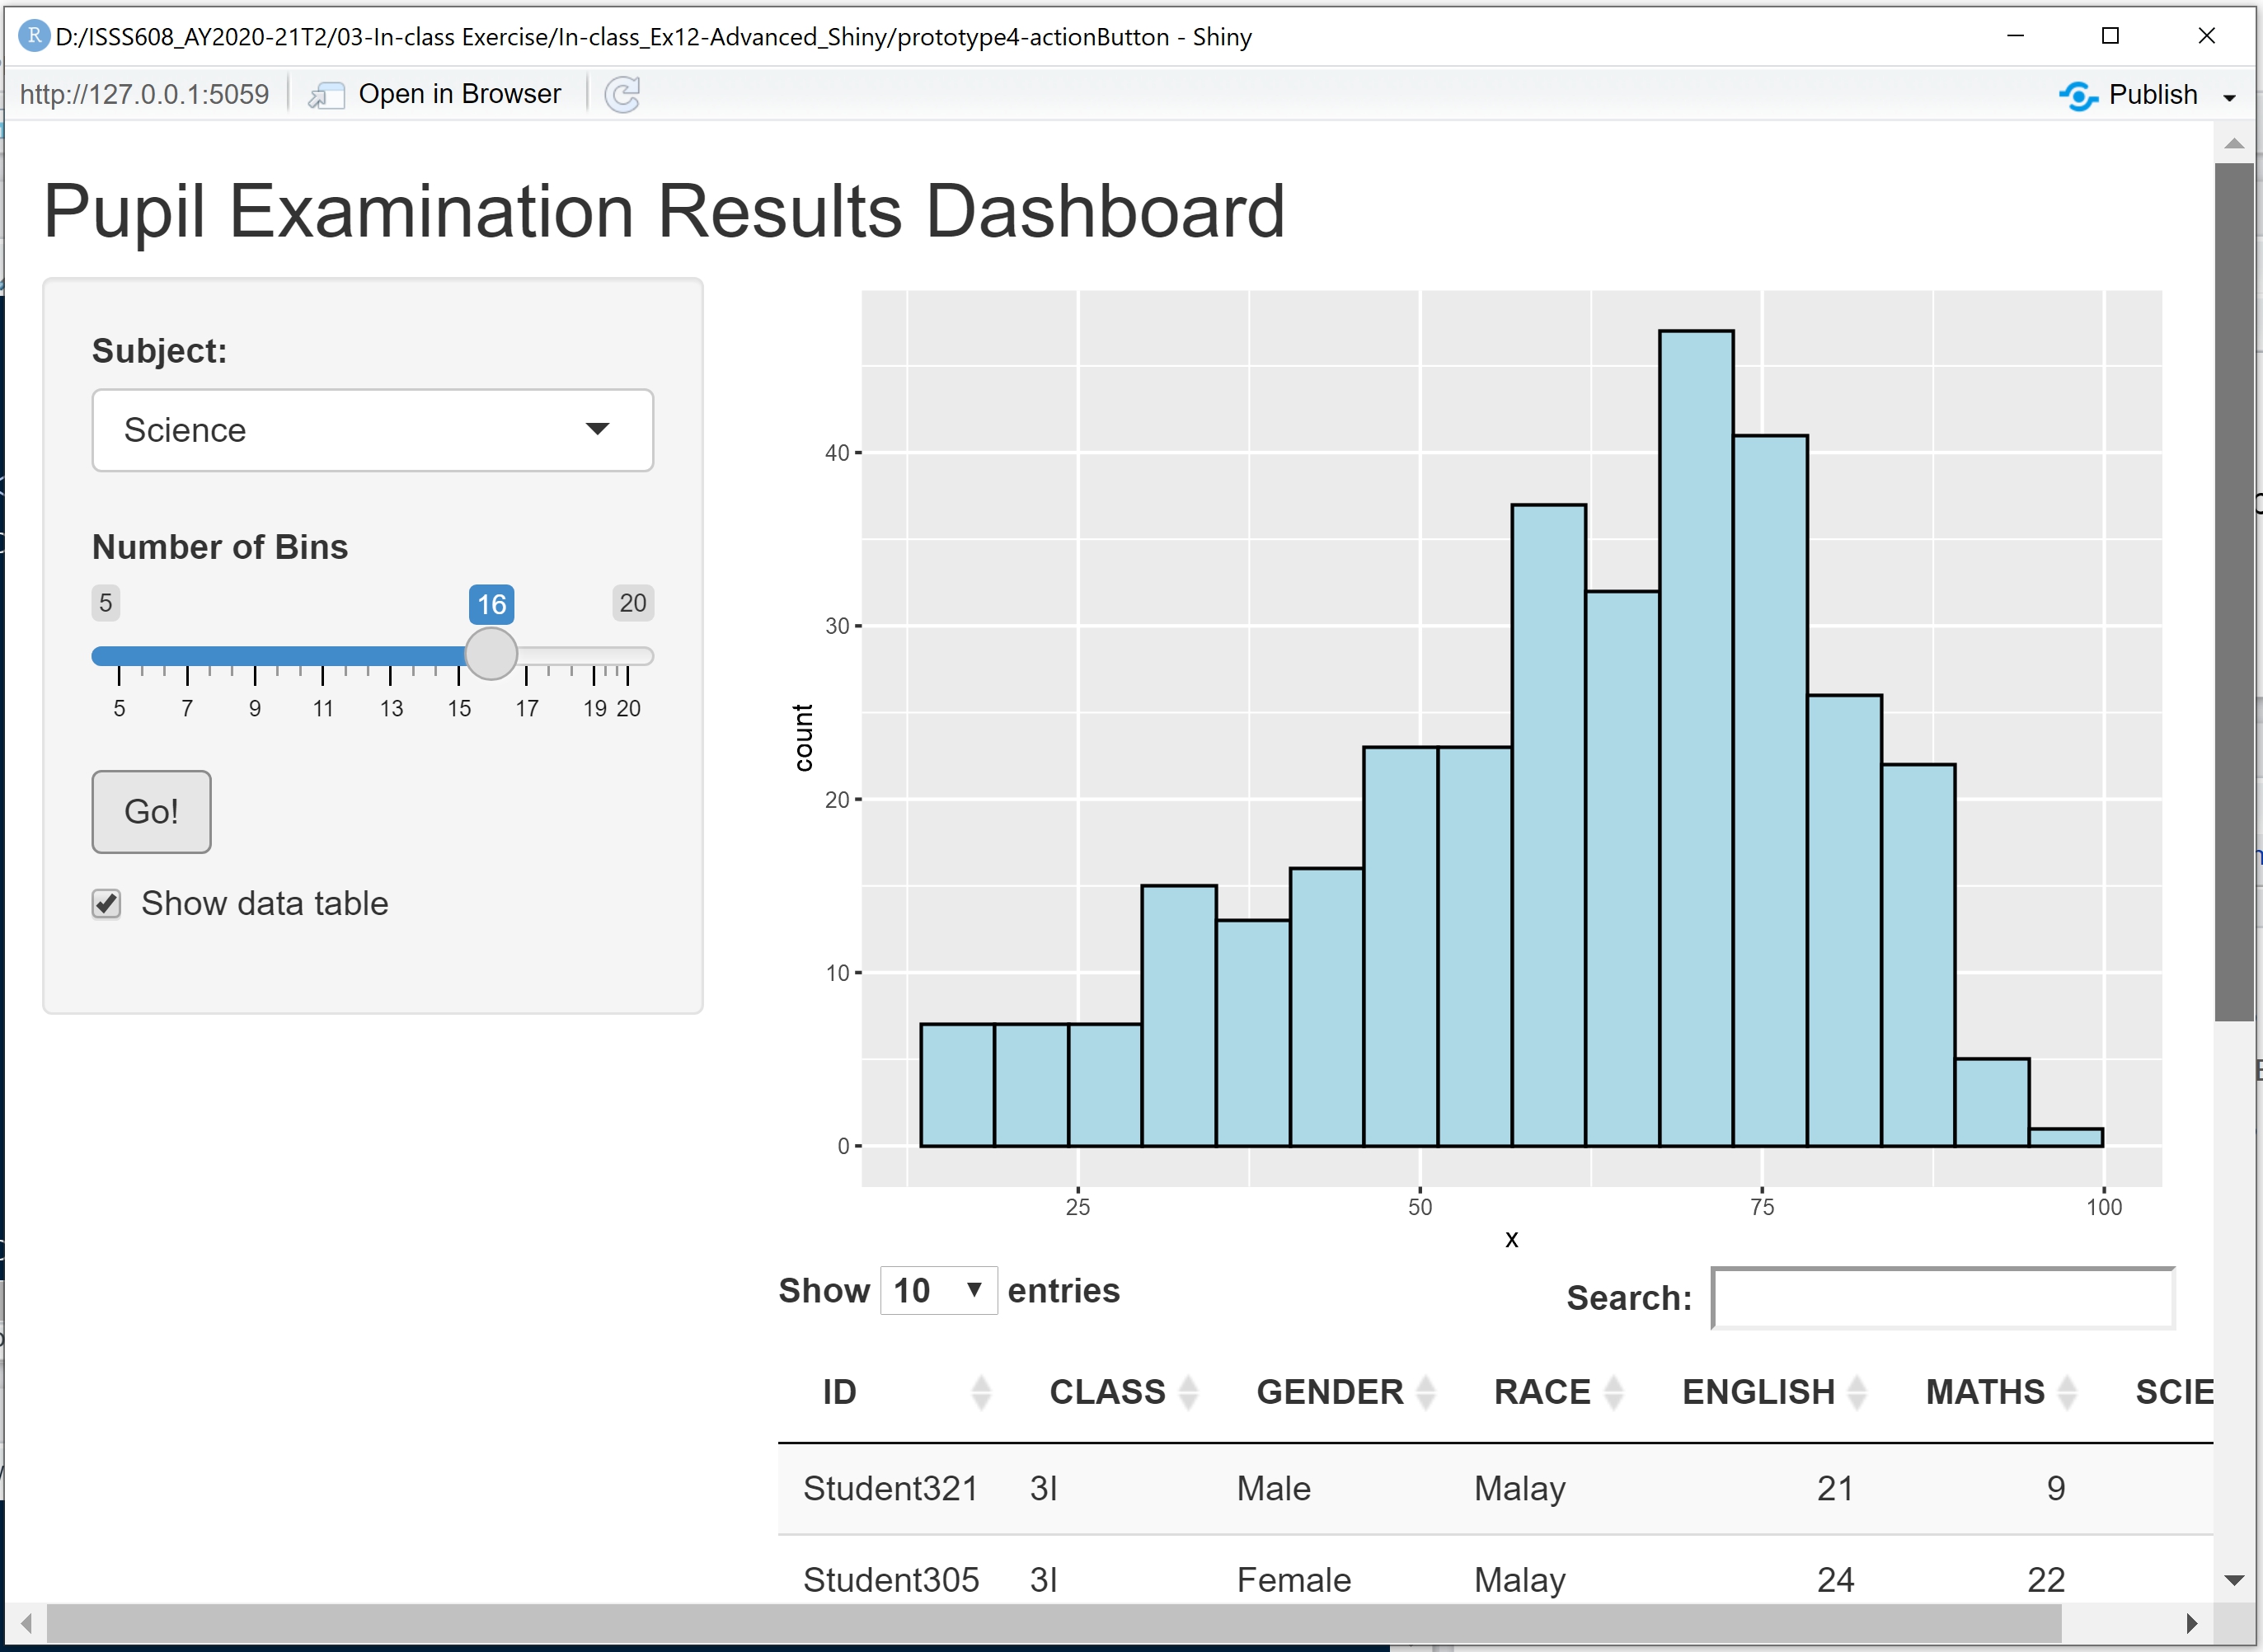 R D:/ISSS608_AY2020-21T2/03-In-class Exercise/In-class_Ex12-Advanced_Shiny/prototype4-actionButton - Shiny
http://127.0.0.1:5059 Open in Browser Publish
Pupil Examination Results Dashboard
Subject:
Science
Number of Bins
5 16 20
5 7 9 11 13 15 17 19 20
Go!
Show data table
count
40
30
20
10
0
25 50 75 100
x
Show 10 entries Search:
ID CLASS GENDER RACE ENGLISH MATHS SCIE
Student321 3I Male Malay 21 9
Student305 3I Female Malay 24 22